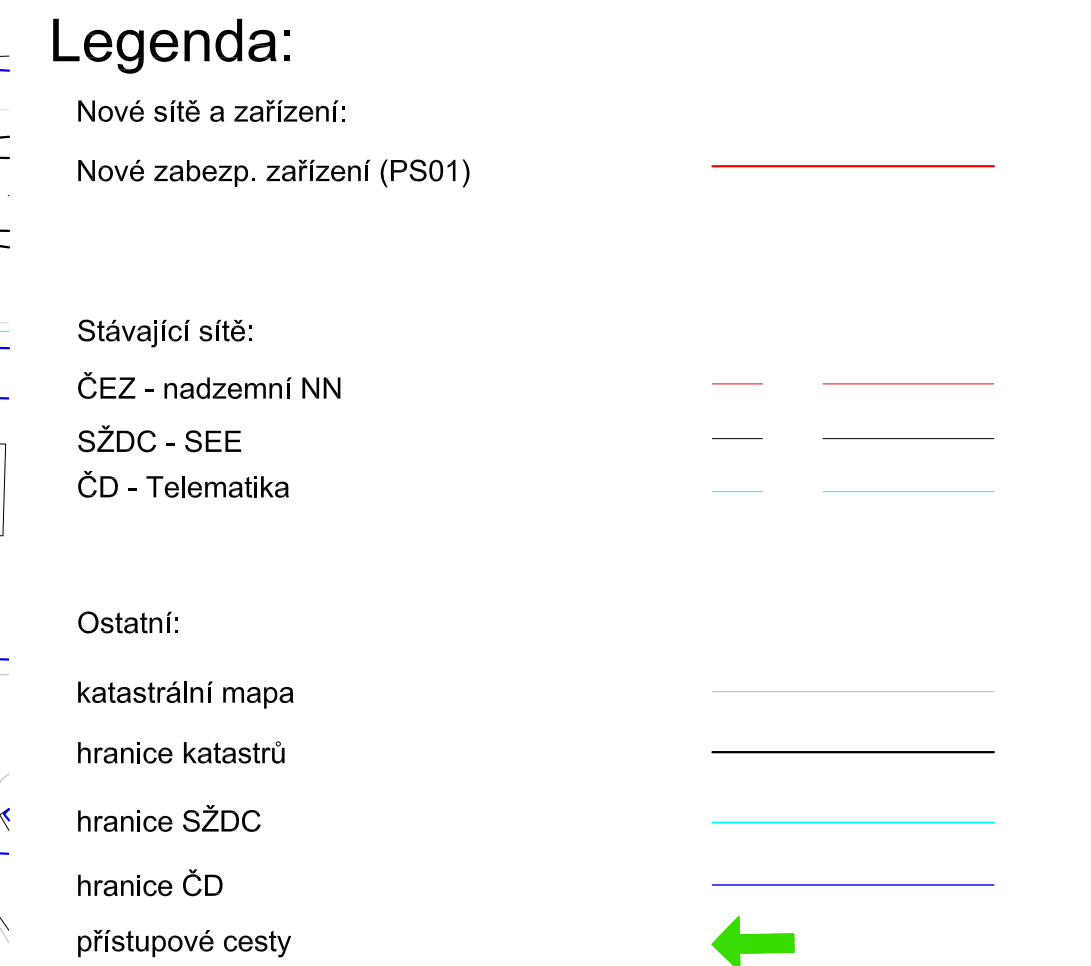 Legenda:
Nové sítě a zařízení:
Nové zabezp. zařízení (PS01)
Stávající sítě:
ČEZ - nadzemní NN
SŽDC - SEE
ČD - Telematika
Ostatní:
katastrální mapa
hranice katastrů
hranice SŽDC
hranice ČD
přístupové cesty